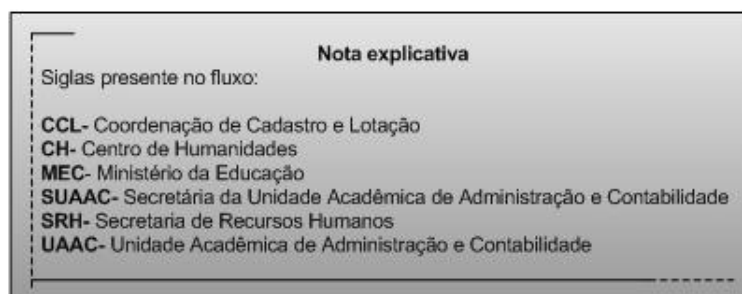 Nota explicativa
Siglas presente no fluxo:
CCL- Coordenação de Cadastro e Lotação
CH- Centro de Humanidades
MEC- Ministério da Educação
SUAAC- Secretária da Unidade Acadêmica de Administração e Contabilidade
SRH- Secretaria de Recursos Humanos
UAAC- Unidade Acadêmica de Administração e Contabilidade